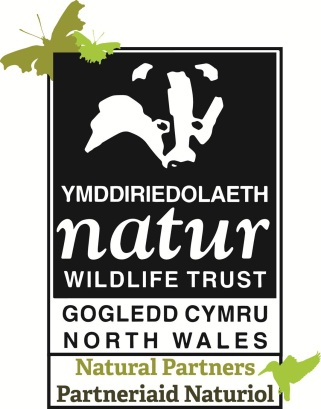 YMDDIRIEDOLAETH
natur
WILDLIFE TRUST
GOGLEDD CYMRU
NORTH WALES
Natural Partners
Partneriaid Naturiol